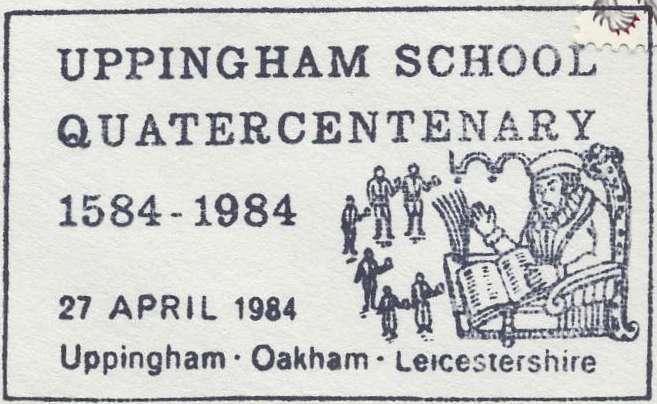 UPPINGHAM SCHOOL
QUATERCENTENARY
1584 - 1984
27 APRIL 1984
Uppingham · Oakham · Leicestershire